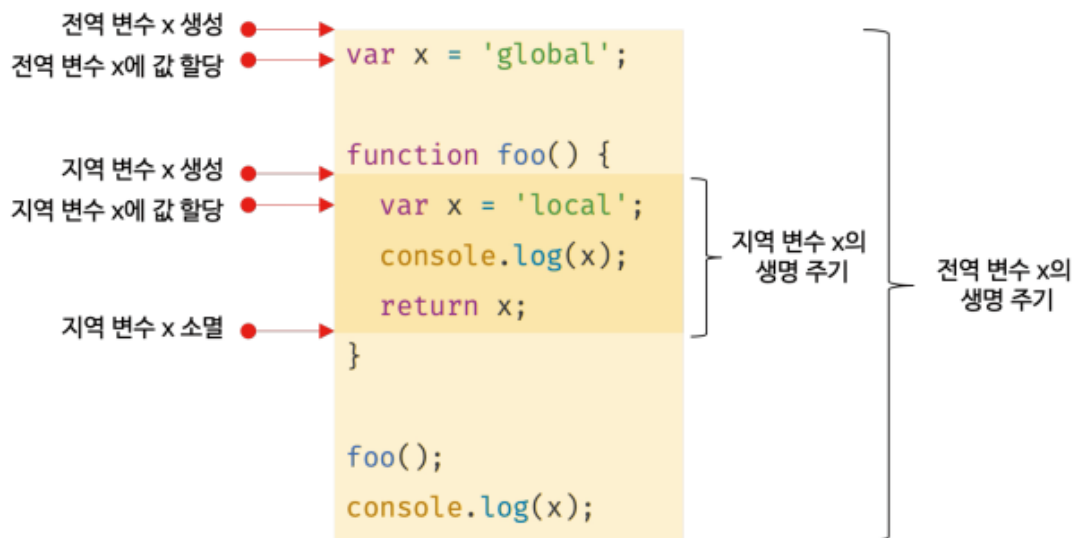 전역 변수 x 생성
var x = 'global';
전역 변수 x에 값 할당
function foo() {
지역 변수 x 생성
var x = 'local';
지역 변수 x에 값 할당
console.log(x);
지역 변수 x의
생명 주기
전역 변수 x의
생명 주기
return x;
지역 변수 x 소멸
}
foo();
console.log(x);